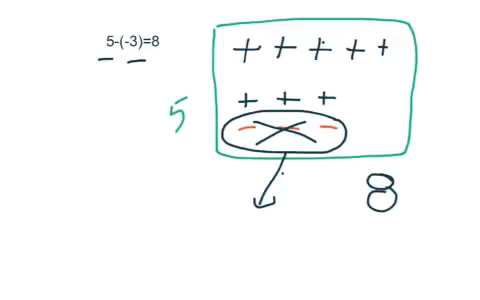 5-(-3)=8
+ + + + +
5
+ + +
- - -
8